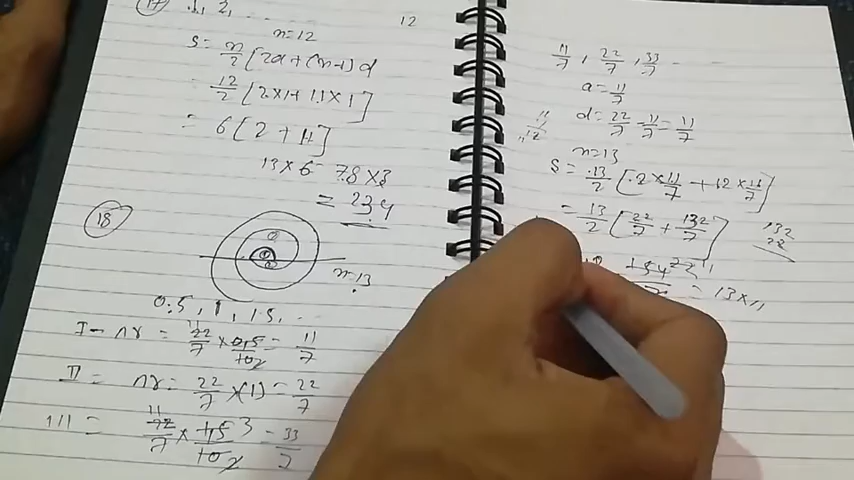 17 1, 2, ....
n=12
12
S = n/2 [2a + (n-1) d
= 12/2 [2×1+11×1]
= 6 [2 + 11]
13×6 = 78×3
= 234
18
n=13
0.5, 1, 1.5, ...
I - πr = 22/7 × 0.5/10 = 11/7
II = πr = 22/7 × (1) = 22/7
III = 22/7 × 15/10 = 33/7
11/7, 22/7, 33/7 - - -
a = 11/7
d = 22/7 - 11/7 = 11/7
n=13
S = 13/2 [2 × 11/7 + 12 × 11/7]
= 13/2 [22/7 + 132/7]
132
22
154 22
= 13×11